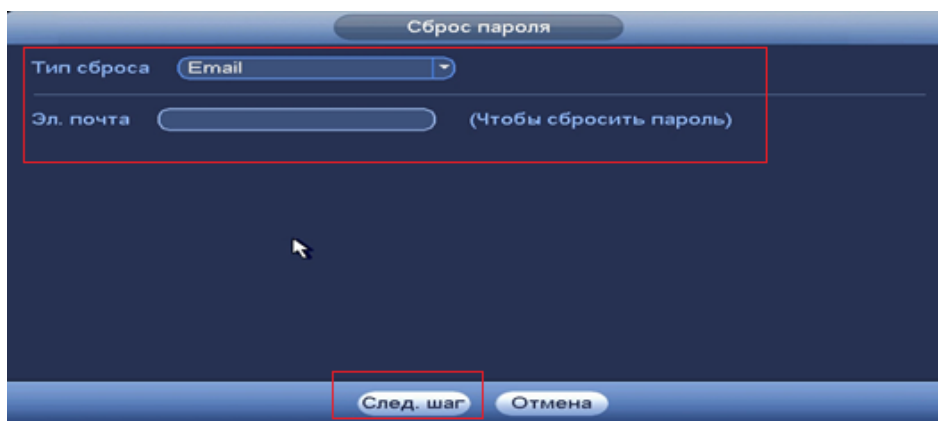 Сброс пароля
Тип сброса Email
Эл. почта (Чтобы сбросить пароль)
След. шаг Отмена